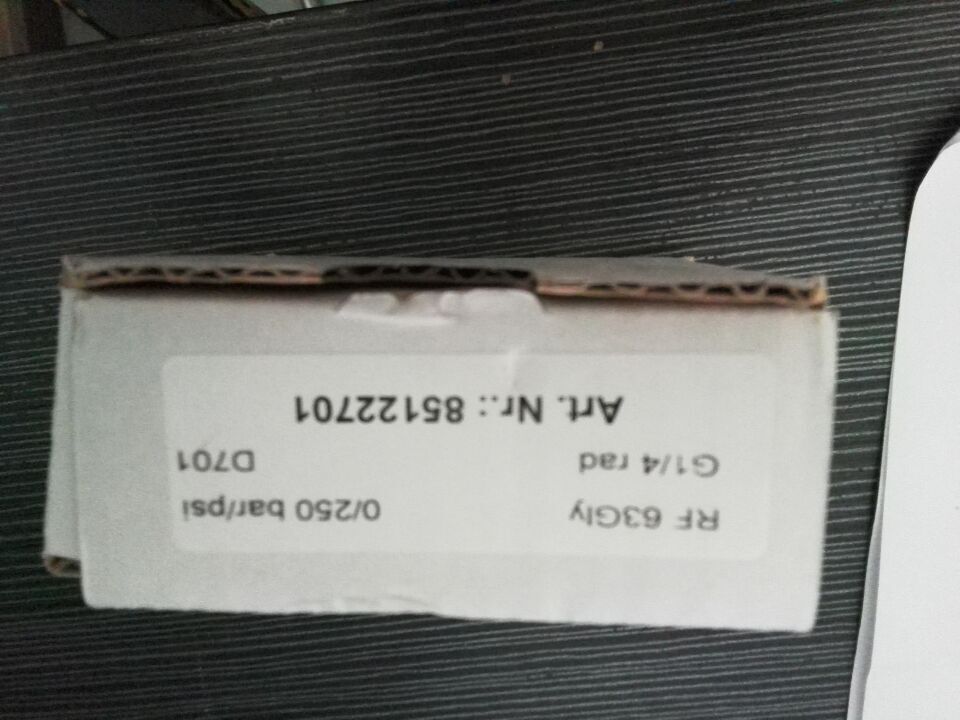 RF 63Gly 0/250 bar/psi
G1/4 rad D701
Art. Nr.: 85122701